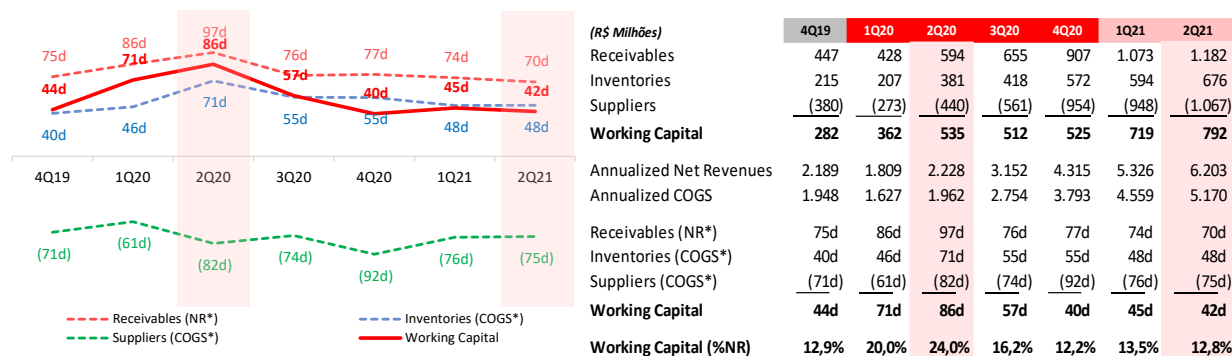 97d
86d
86d
75d
71d
76d
77d
74d
70d
57d
44d
40d
45d
42d
71d
40d
46d
55d
55d
48d
48d
4Q19 1Q20 2Q20 3Q20 4Q20 1Q21 2Q21
(71d) (61d) (82d) (74d) (92d) (76d) (75d)
Receivables (NR*) Inventories (COGS*)
Suppliers (COGS*) Working Capital
(R$ Milhões) 4Q19 1Q20 2Q20 3Q20 4Q20 1Q21 2Q21
Receivables 447 428 594 655 907 1.073 1.182
Inventories 215 207 381 418 572 594 676
Suppliers (380) (273) (440) (561) (954) (948) (1.067)
Working Capital 282 362 535 512 525 719 792
Annualized Net Revenues 2.189 1.809 2.228 3.152 4.315 5.326 6.203
Annualized COGS 1.948 1.627 1.962 2.754 3.793 4.559 5.170
Receivables (NR*) 75d 86d 97d 76d 77d 74d 70d
Inventories (COGS*) 40d 46d 71d 55d 55d 48d 48d
Suppliers (COGS*) (71d) (61d) (82d) (74d) (92d) (76d) (75d)
Working Capital 44d 71d 86d 57d 40d 45d 42d
Working Capital (%NR) 12,9% 20,0% 24,0% 16,2% 12,2% 13,5% 12,8%